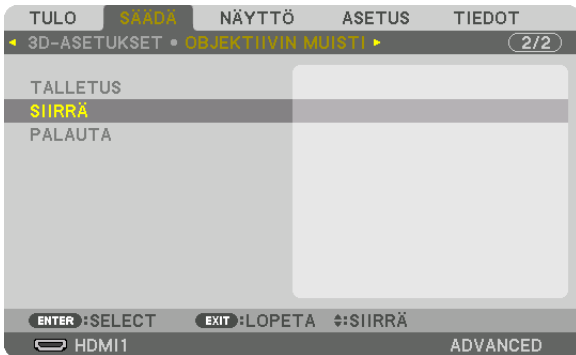 TULO SÄÄDÄ NÄYTTÖ ASETUS TIEDOT
3D-ASETUKSET • OBJEKTIIVIN MUISTI 2/2
TALLETUS
SIIRRÄ
PALAUTA
ENTER :SELECT EXIT :LOPETA :SIIRRÄ
HDMI1 ADVANCED